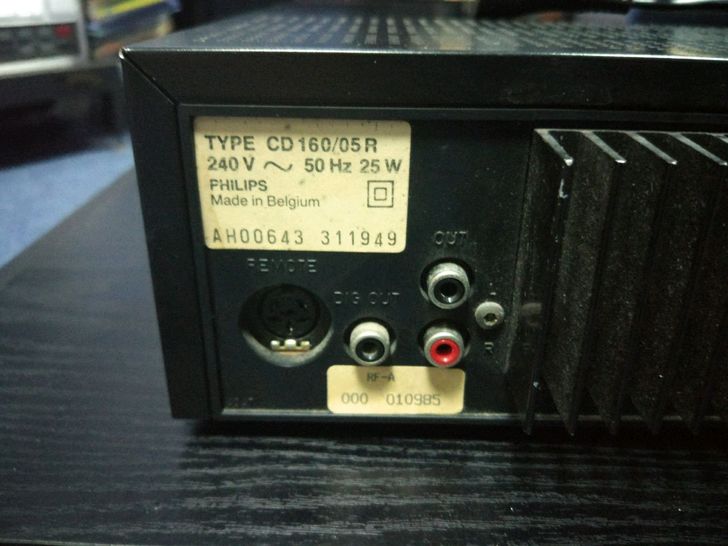 TYPE CD160/05R
240V ~ 50 Hz 25 W
PHILIPS
Made in Belgium
AH00643 311949
REMOTE
OUT
DIG OUT
L
R
RF-A
000 010985